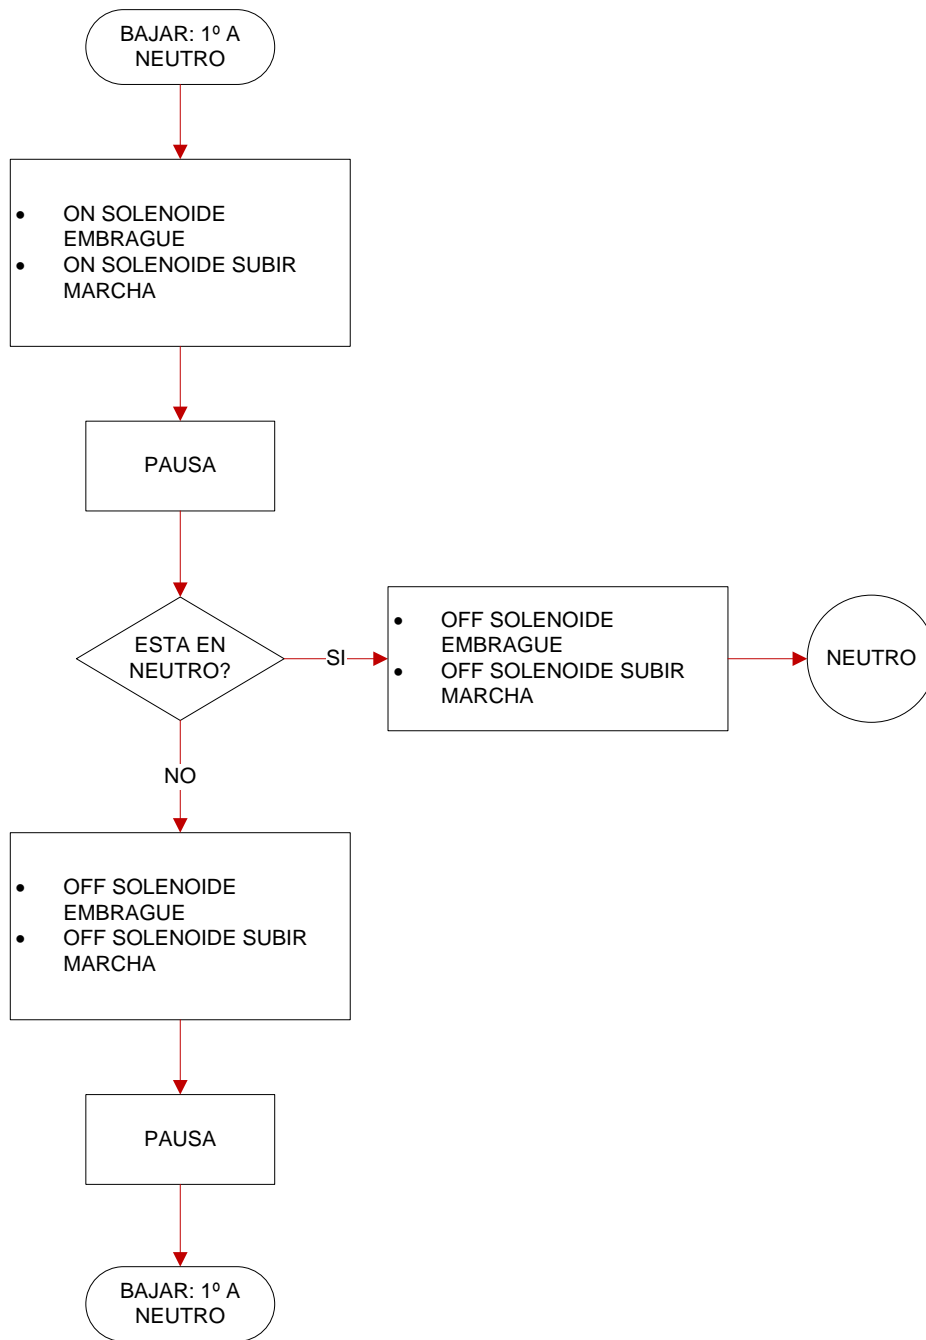 BAJAR: 1º A
NEUTRO
• ON SOLENOIDE
EMBRAGUE
• ON SOLENOIDE SUBIR
MARCHA
PAUSA
ESTA EN
NEUTRO?
SI
• OFF SOLENOIDE
EMBRAGUE
• OFF SOLENOIDE SUBIR
MARCHA
NEUTRO
NO
• OFF SOLENOIDE
EMBRAGUE
• OFF SOLENOIDE SUBIR
MARCHA
PAUSA
BAJAR: 1º A
NEUTRO